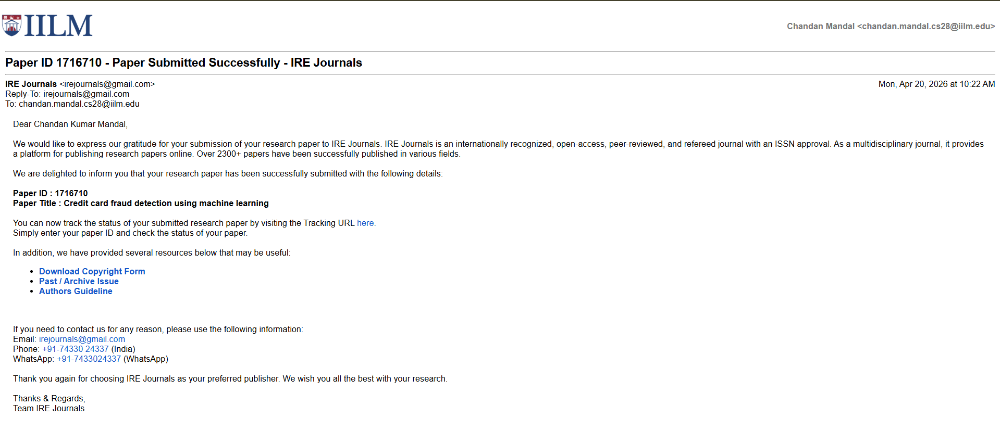 IILM
Chandan Mandal <chandan.mandal.cs28@iilm.edu>
Paper ID 1716710 - Paper Submitted Successfully - IRE Journals
IRE Journals <irejournals@gmail.com>
Mon, Apr 20, 2026 at 10:22 AM
Reply-To: irejournals@gmail.com
To: chandan.mandal.cs28@iilm.edu
Dear Chandan Kumar Mandal,
We would like to express our gratitude for your submission of your research paper to IRE Journals. IRE Journals is an internationally recognized, open-access, peer-reviewed, and refereed journal with an ISSN approval. As a multidisciplinary journal, it provides
a platform for publishing research papers online. Over 2300+ papers have been successfully published in various fields.
We are delighted to inform you that your research paper has been successfully submitted with the following details:
Paper ID : 1716710
Paper Title : Credit card fraud detection using machine learning
You can now track the status of your submitted research paper by visiting the Tracking URL here.
Simply enter your paper ID and check the status of your paper.
In addition, we have provided several resources below that may be useful:
• Download Copyright Form
• Past / Archive Issue
• Authors Guideline
If you need to contact us for any reason, please use the following information:
Email: irejournals@gmail.com
Phone: +91-74330 24337 (India)
WhatsApp: +91-7433024337 (WhatsApp)
Thank you again for choosing IRE Journals as your preferred publisher. We wish you all the best with your research.
Thanks & Regards,
Team IRE Journals